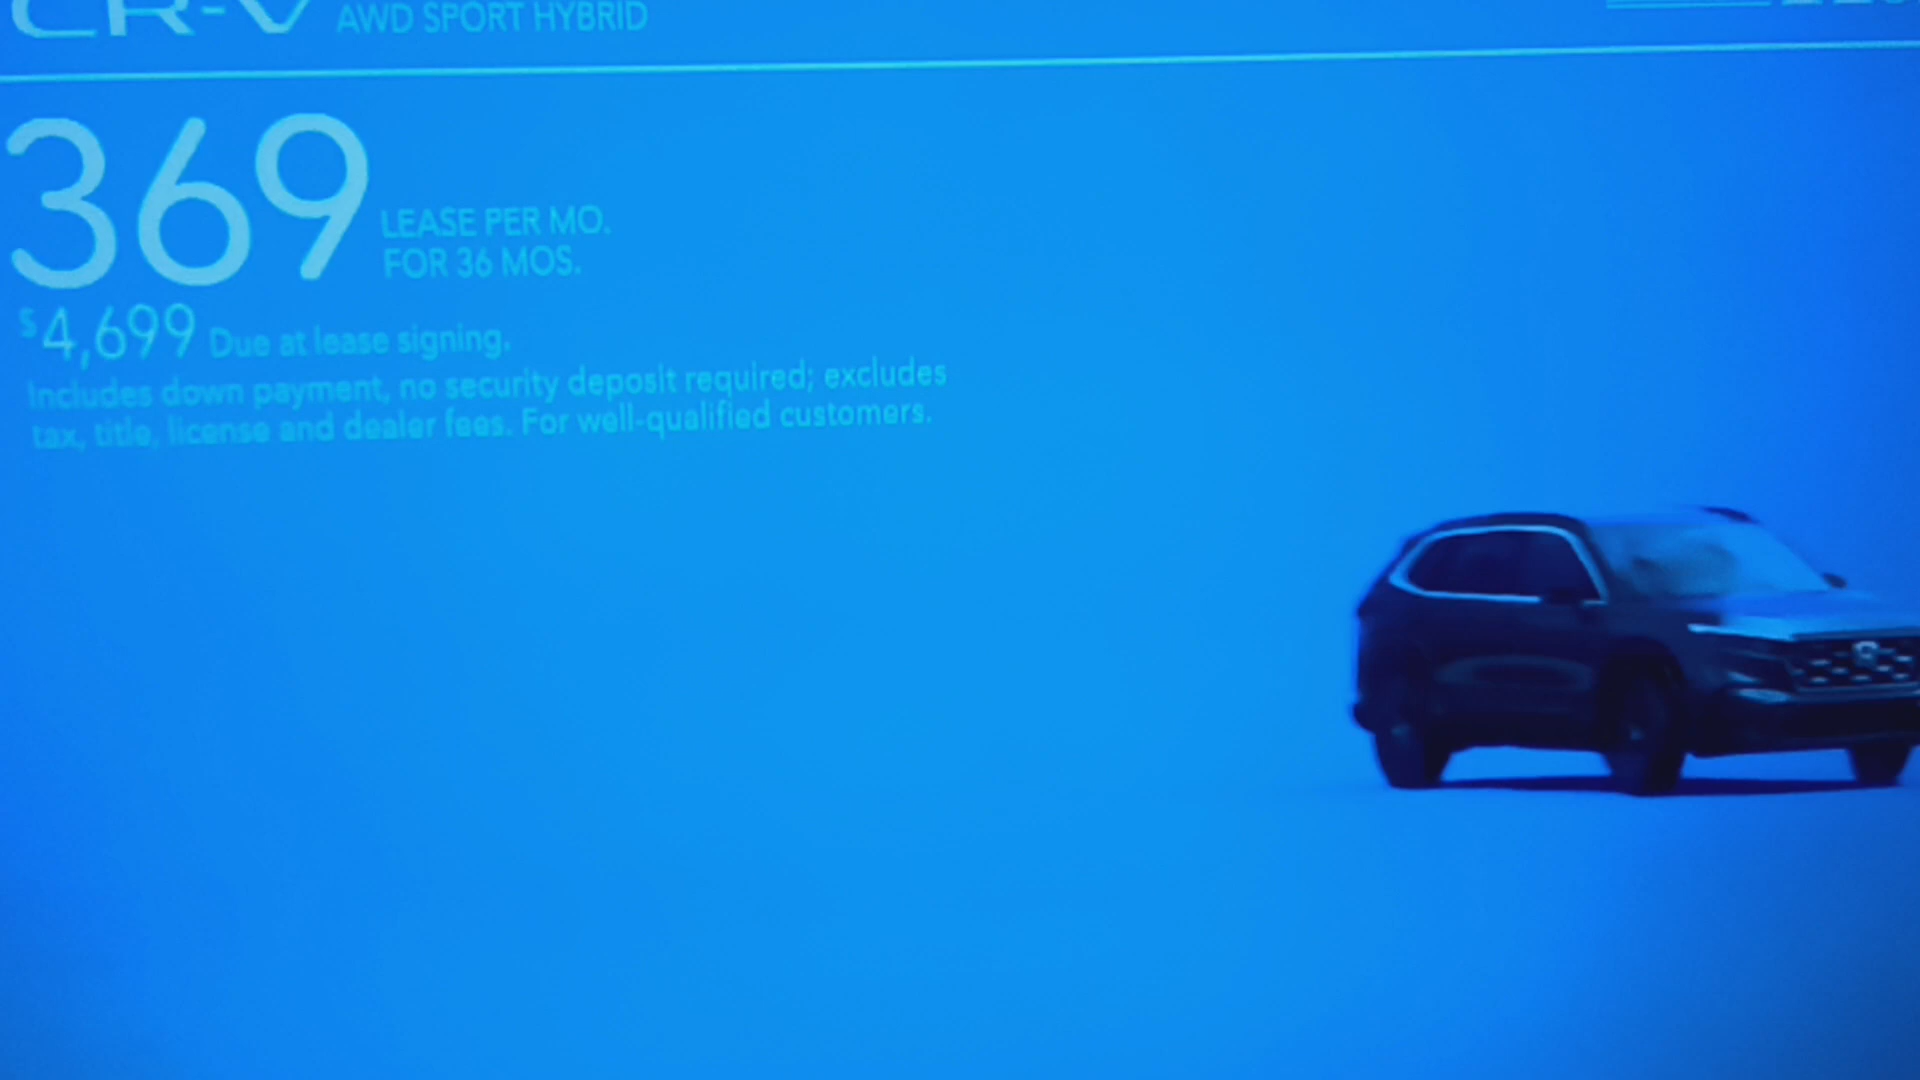 CR-V AWD SPORT HYBRID
369 LEASE PER MO.
FOR 36 MOS.
$4,699 Due at lease signing.
Includes down payment, no security deposit required; excludes
tax, title, license and dealer fees. For well-qualified customers.